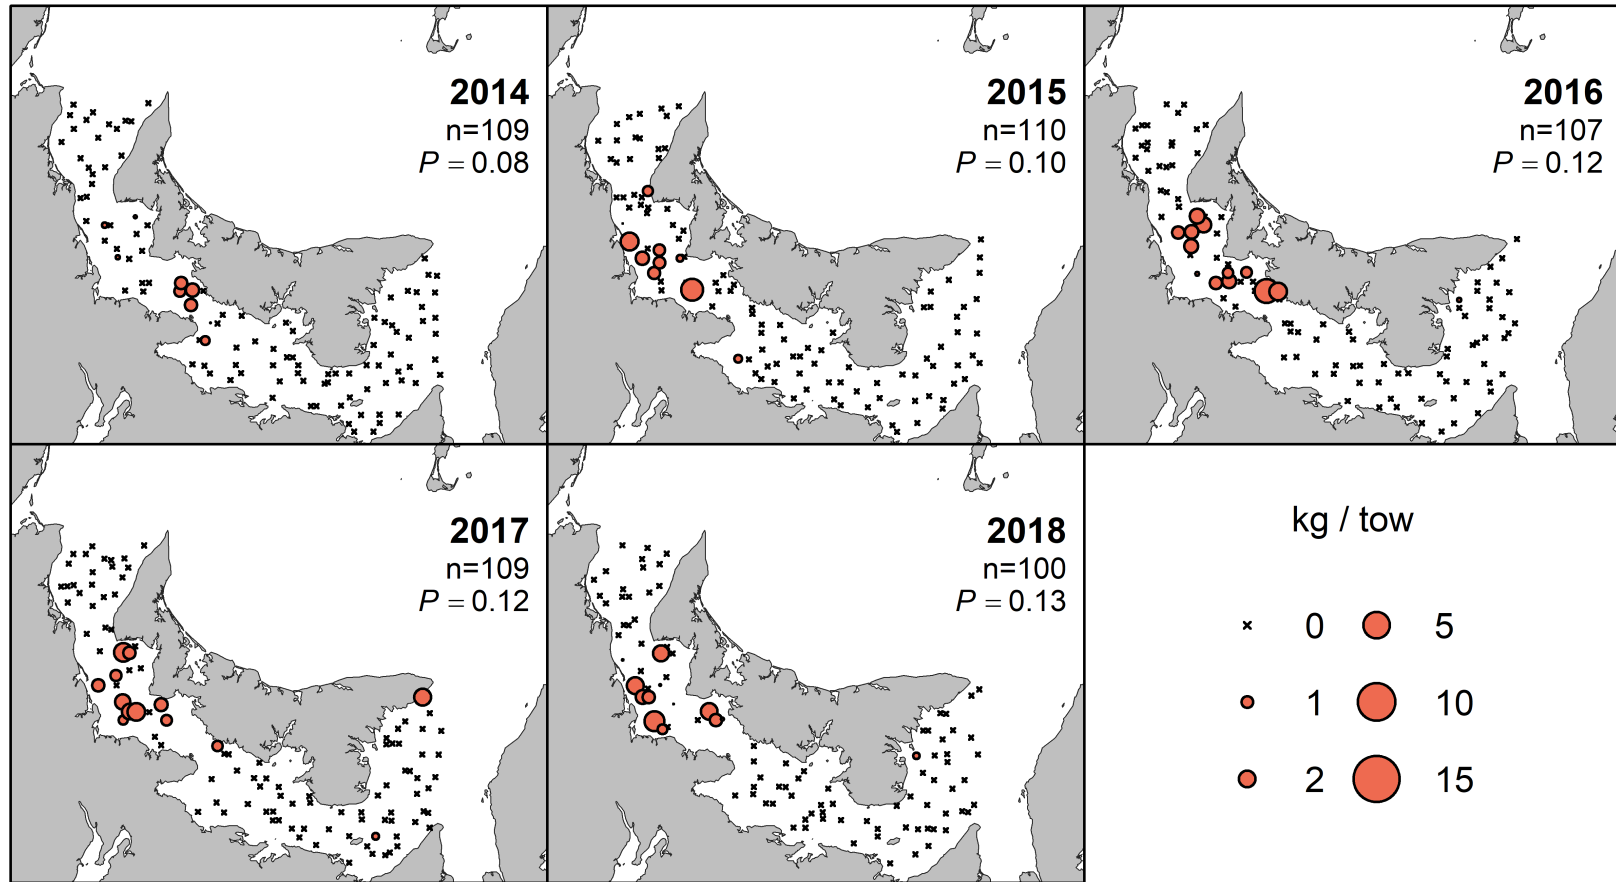 2014
n=109
P = 0.08
2015
n=110
P = 0.10
2016
n=107
P = 0.12
2017
n=109
P = 0.12
2018
n=100
P = 0.13
kg / tow
0 5
1 10
2 15